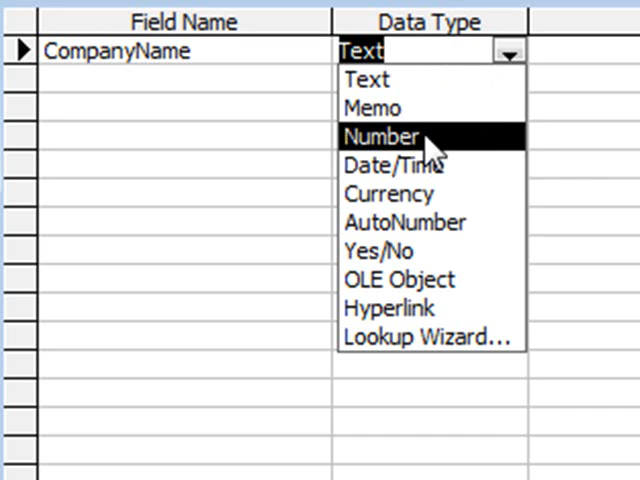 Field Name Data Type
CompanyName Text
Text
Memo
Number
Date/Time
Currency
AutoNumber
Yes/No
OLE Object
Hyperlink
Lookup Wizard...